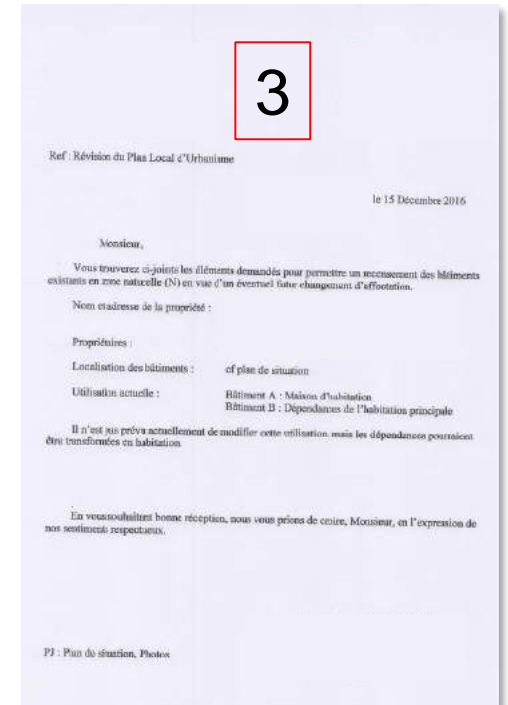 3
Ref : Révision du Plan Local d'Urbanisme
le 15 Décembre 2016
Monsieur,
Vous trouverez ci-joints les éléments demandés pour permettre un recensement des bâtiments
existants en zone naturelle (N) en vue d'un éventuel futur changement d'affectation.
Nom et adresse de la propriété :
Propriétaires :
Localisation des bâtiments : cf plan de situation
Utilisation actuelle : Bâtiment A : Maison d'habitation
Bâtiment B : Dépendances de l'habitation principale
Il n'est pas prévu actuellement de modifier cette utilisation mais les dépendances pourraient
être transformées en habitation
En vous souhaitant bonne réception, nous vous prions de croire, Monsieur, en l'expression de
nos sentiments respectueux.
PJ : Plan de situation, Photos